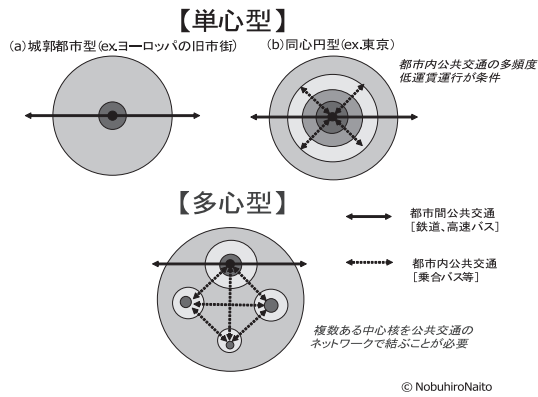 【単心型】
(a)城郭都市型(ex.ヨーロッパの旧市街)
(b)同心円型(ex.東京)
都市内公共交通の多頻度
低運賃運行が条件
【多心型】
都市間公共交通
[鉄道、高速バス]
都市内公共交通
[乗合バス等]
複数ある中心核を公共交通の
ネットワークで結ぶことが必要
© NobuhiroNaito